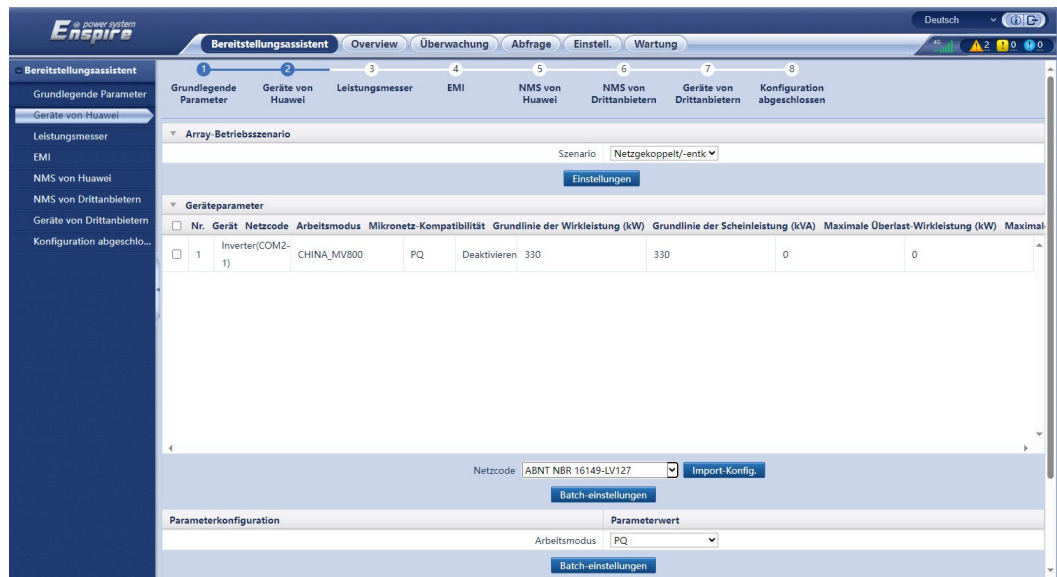 Enspire
e power system
Deutsch
Bereitstellungsassistent Overview Überwachung Abfrage Einstell. Wartung
4G 2 0 0
Bereitstellungsassistent
Grundlegende Parameter
Geräte von Huawei
Leistungsmesser
EMI
NMS von Huawei
NMS von Drittanbietern
Geräte von Drittanbietern
Konfiguration abgeschlo...
1 2 3 4 5 6 7 8
Grundlegende Parameter
Geräte von Huawei
Leistungsmesser
EMI
NMS von Huawei
NMS von Drittanbietern
Geräte von Drittanbietern
Konfiguration abgeschlossen
Array-Betriebsszenario
Szenario Netzgekoppelt/-entk
Einstellungen
Geräteparameter
Nr. Gerät Netzcode Arbeitsmodus Mikronetz-Kompatibilität Grundlinie der Wirkleistung (kW) Grundlinie der Scheinleistung (kVA) Maximale Überlast-Wirkleistung (kW) Maximal
1 Inverter(COM2-1) CHINA_MV800 PQ Deaktivieren 330 330 0 0
Netzcode ABNT NBR 16149-LV127 Import-Konfig.
Batch-einstellungen
Parameterkonfiguration Parameterwert
Arbeitsmodus PQ
Batch-einstellungen